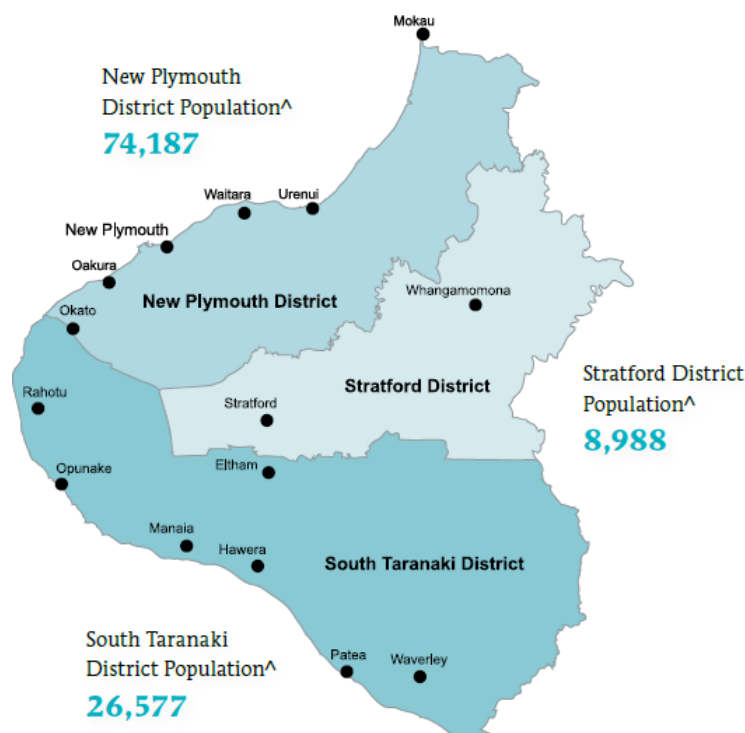 Mokau
New Plymouth
District Population^
74,187
Waitara
Urenui
New Plymouth
Oakura
New Plymouth District
Whangamomona
Okato
Stratford District
Stratford District
Population^
8,988
Rahotu
Stratford
Eltham
Opunake
Manaia
Hawera
South Taranaki District
South Taranaki
District Population^
26,577
Patea
Waverley